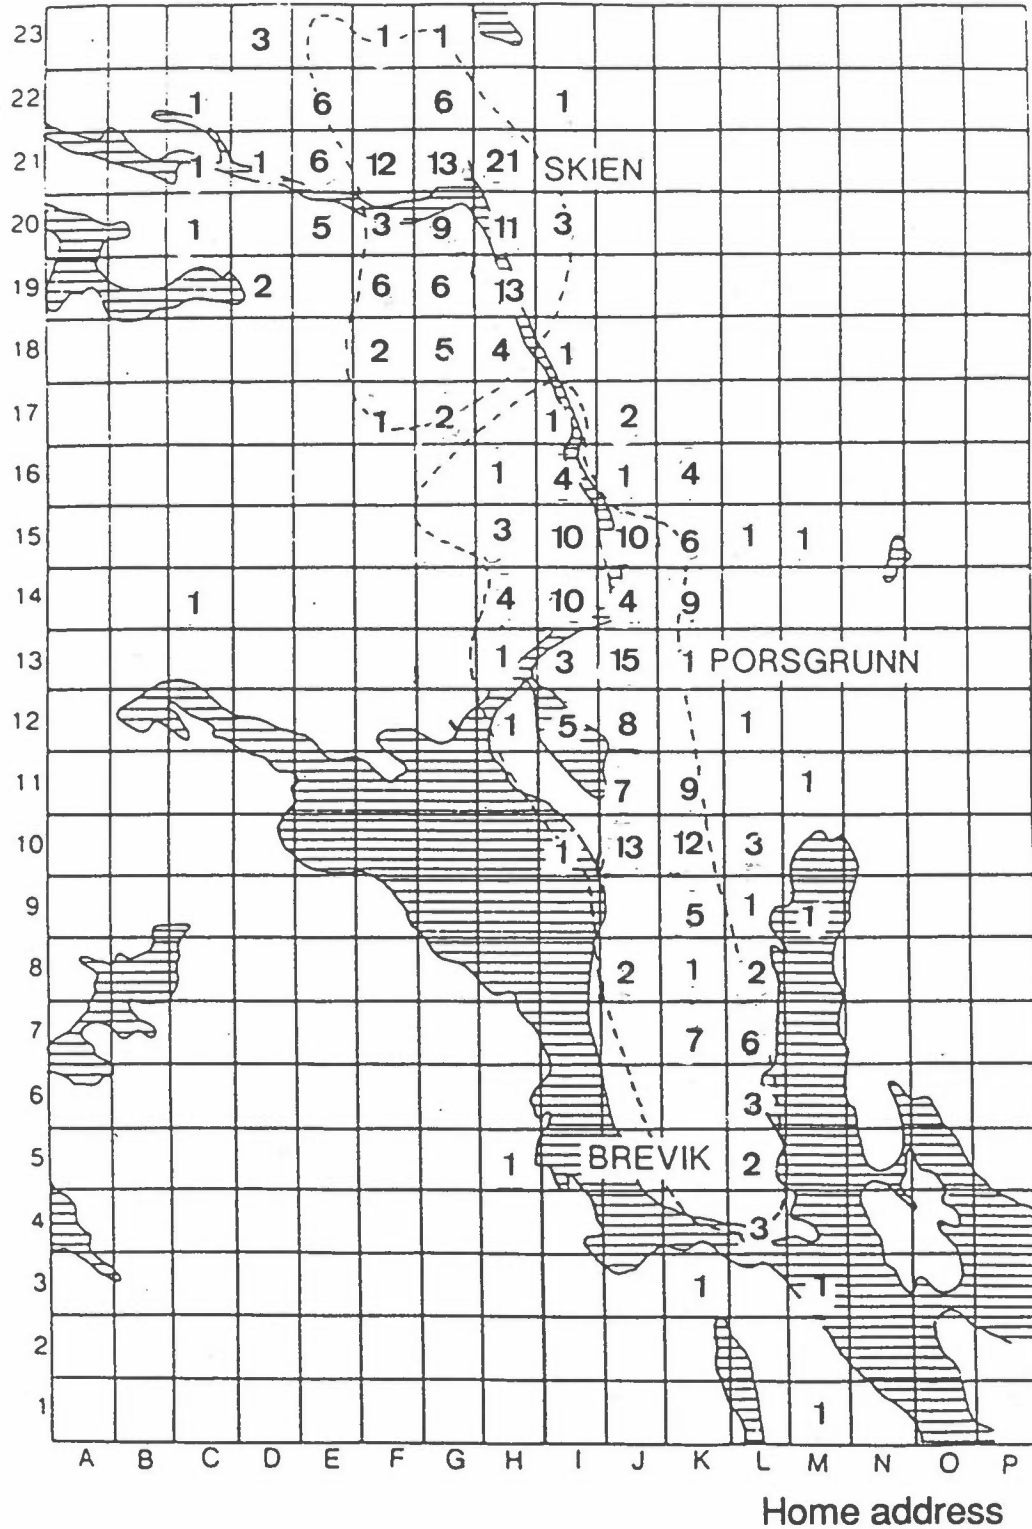 23 3 1 1
22 1 6 6 1
21 1 1 6 12 13 21 SKIEN
20 1 5 3 9 11 3
19 2 6 6 13
18 2 5 4 1
17 1 2 1 2
16 1 4 1 4
15 3 10 10 6 1 1
14 1 4 10 4 9
13 1 3 15 1 PORSGRUNN
12 1 5 8 1
11 7 9 1
10 1 13 12 3
9 5 1 1
8 2 1 2
7 7 6
6 3
5 1 BREVIK 2
4 3
3 1 1
2
1 1
A B C D E F G H I J K L M N O P
Home address